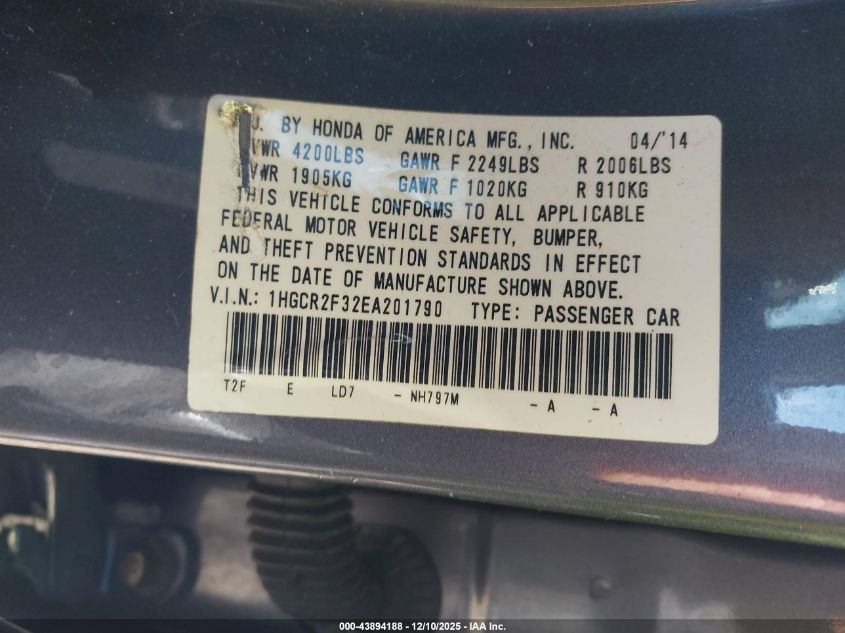 BY HONDA OF AMERICA MFG., INC. 04/'14
VWR 4200LBS GAWR F 2249LBS R 2006LBS
VWR 1905KG GAWR F 1020KG R 910KG
THIS VEHICLE CONFORMS TO ALL APPLICABLE
FEDERAL MOTOR VEHICLE SAFETY, BUMPER,
AND THEFT PREVENTION STANDARDS IN EFFECT
ON THE DATE OF MANUFACTURE SHOWN ABOVE.
V.I.N.: 1HGCR2F32EA201790 TYPE: PASSENGER CAR
T2F E LD7 - NH797M - A - A
000-43894188 - 12/10/2025 - IAA Inc.